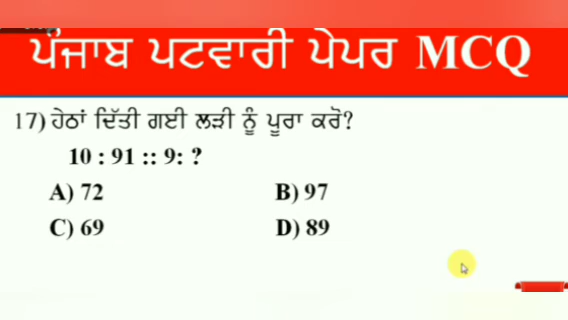 ਪੰਜਾਬ ਪਟਵਾਰੀ ਪੇਪਰ MCQ
17) ਹੇਠਾਂ ਦਿੱਤੀ ਗਈ ਲੜੀ ਨੂੰ ਪੂਰਾ ਕਰੋ?
10 : 91 :: 9: ?
A) 72 B) 97
C) 69 D) 89